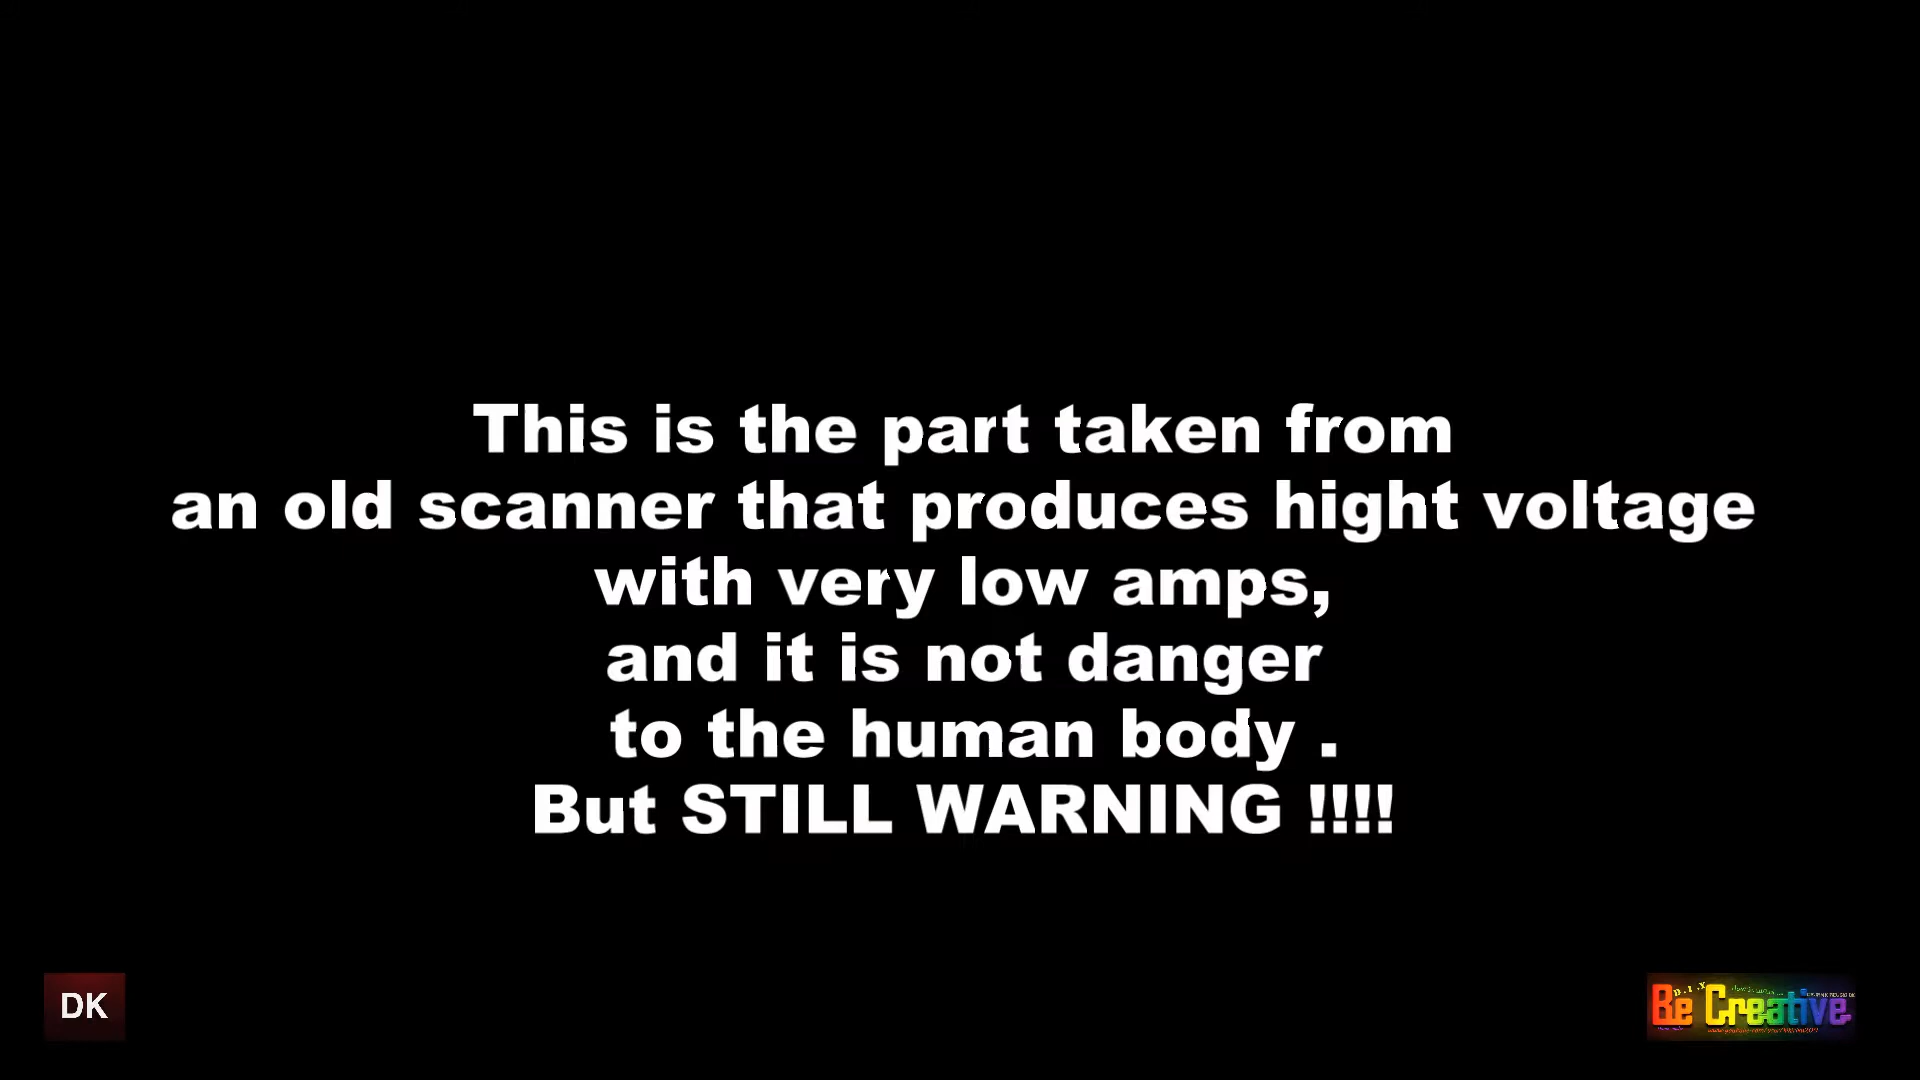 This is the part taken from
an old scanner that produces hight voltage
with very low amps,
and it is not danger
to the human body .
But STILL WARNING !!!!
DK
D.I.Y
Be Creative